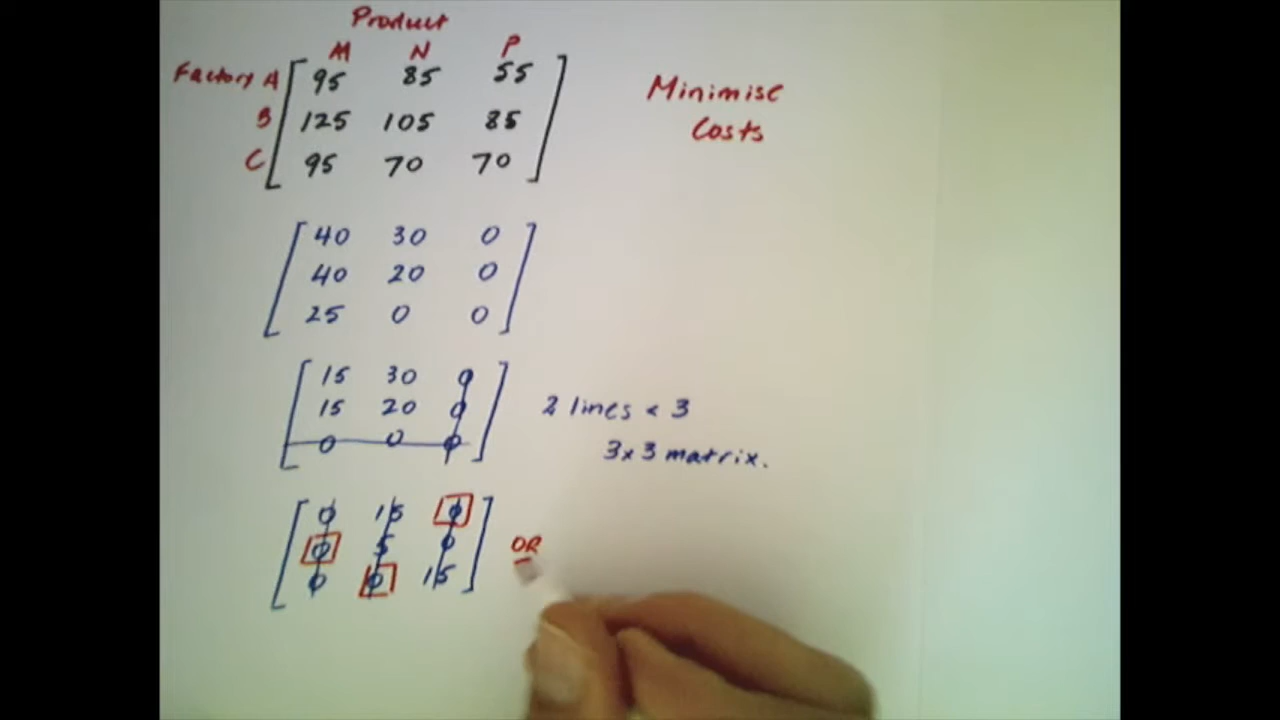 Product
M N P
Factory A 95 85 55
B 125 105 85
C 95 70 70
Minimise
Costs
40 30 0
40 20 0
25 0 0
15 30 0
15 20 0
0 0 0
2 lines < 3
3x3 matrix.
0 15 0
0 5 0
0 0 15
OR